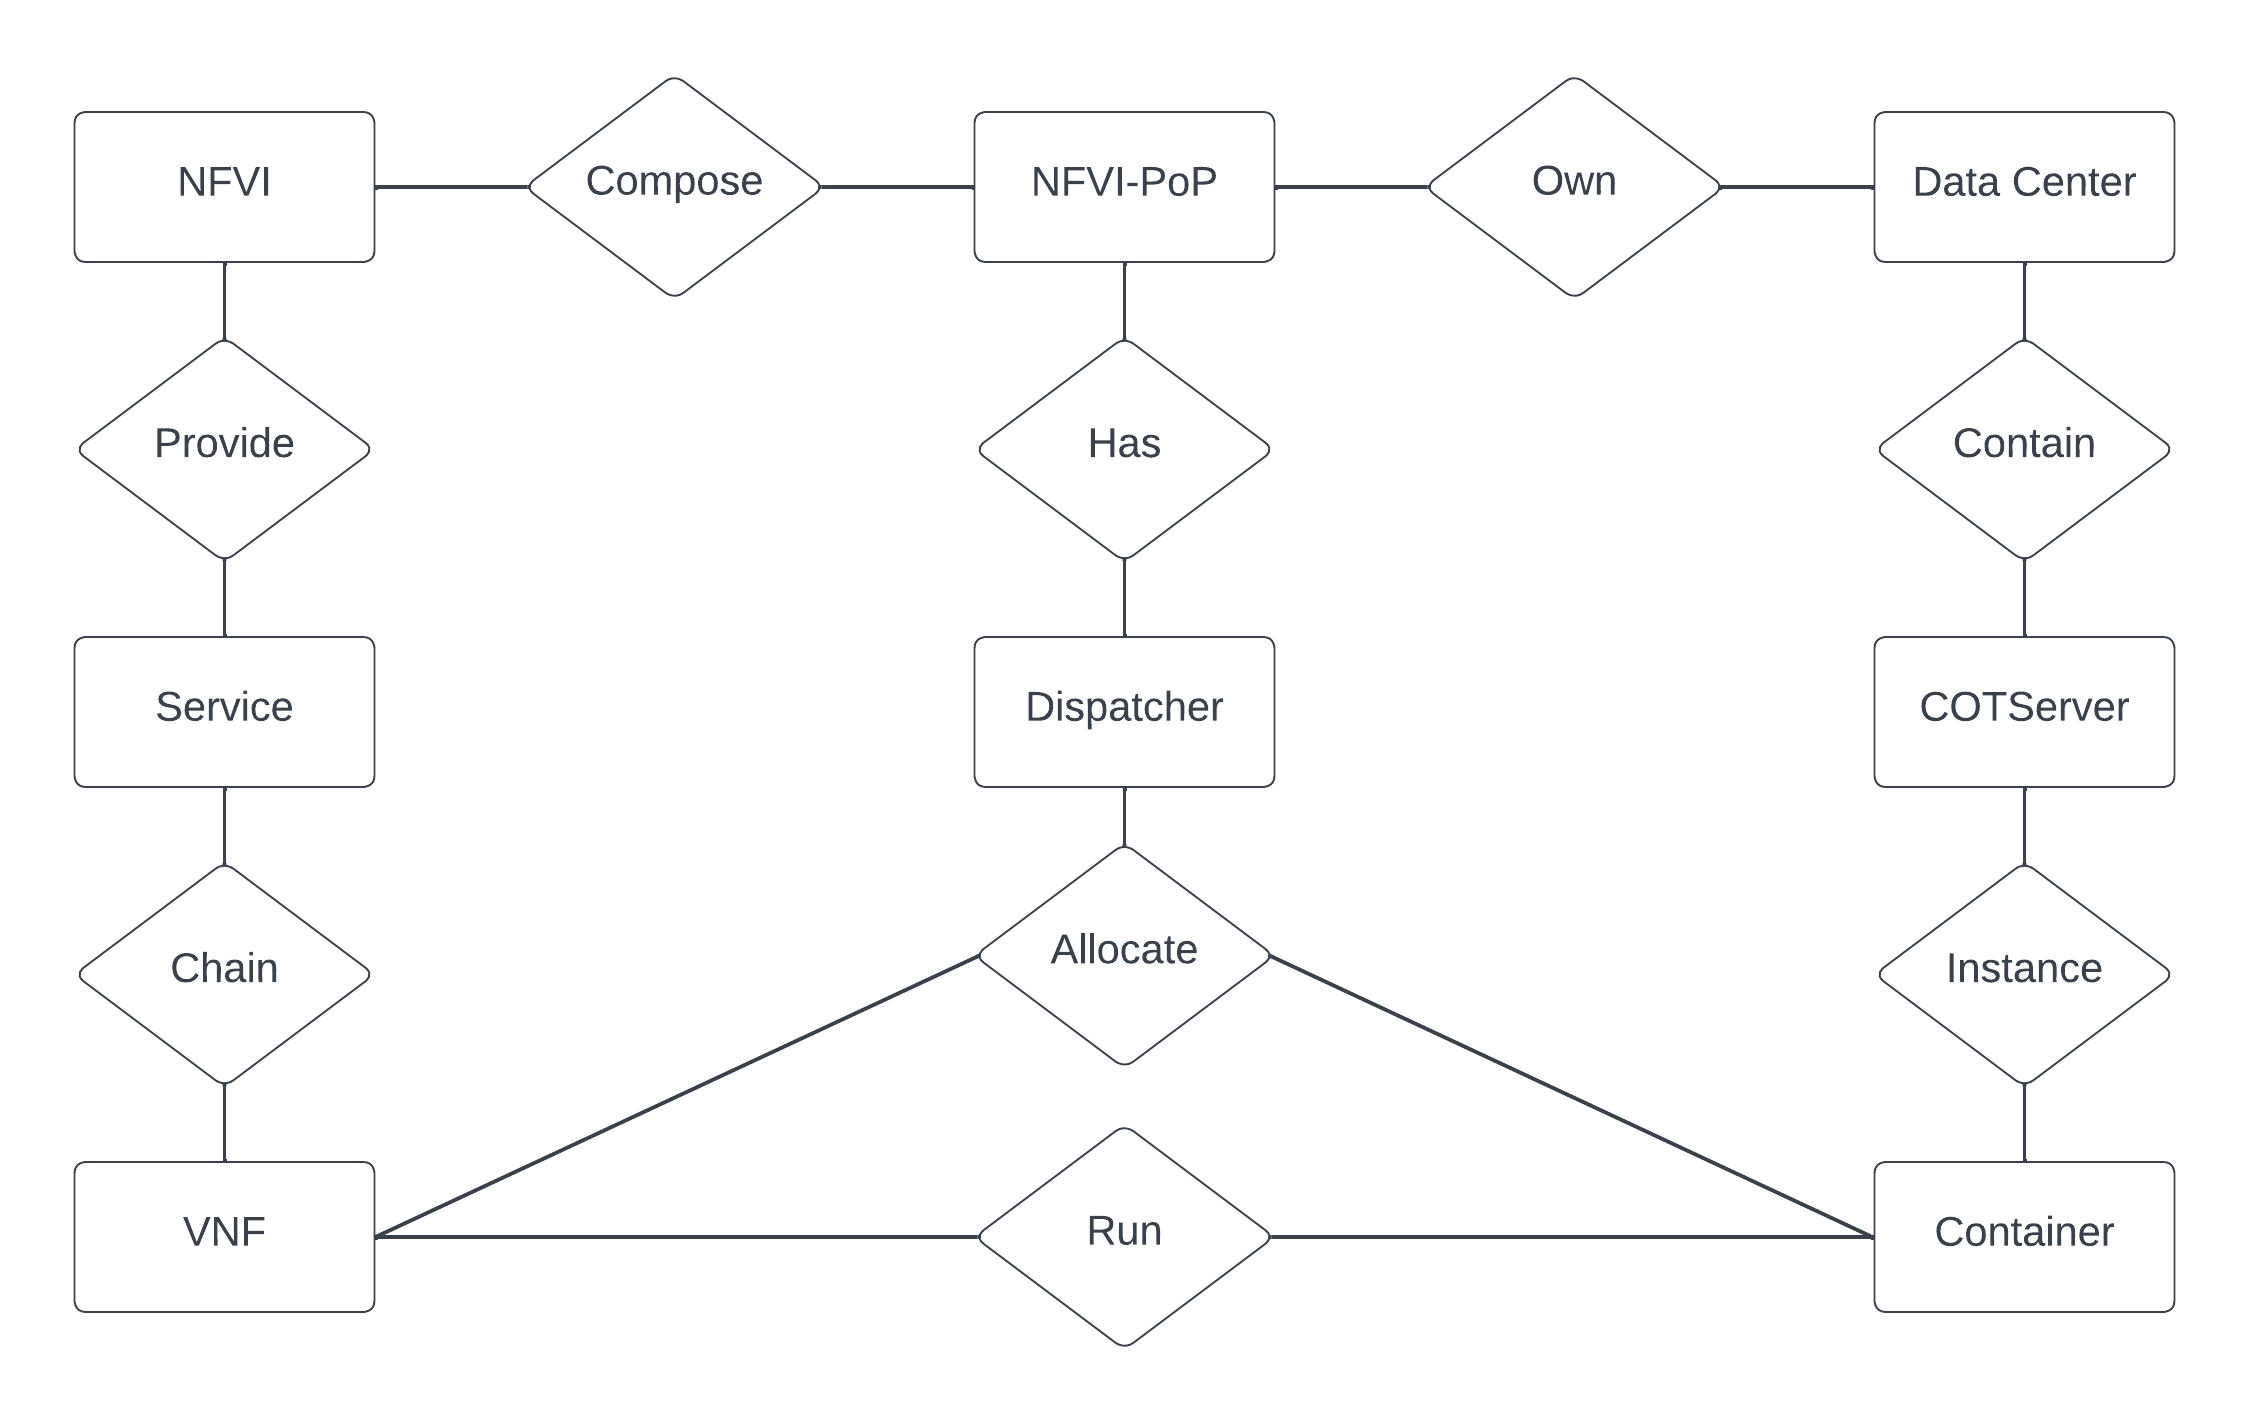 NFVI
Compose
NFVI-PoP
Own
Data Center
Provide
Has
Contain
Service
Dispatcher
COTServer
Chain
Allocate
Instance
VNF
Run
Container